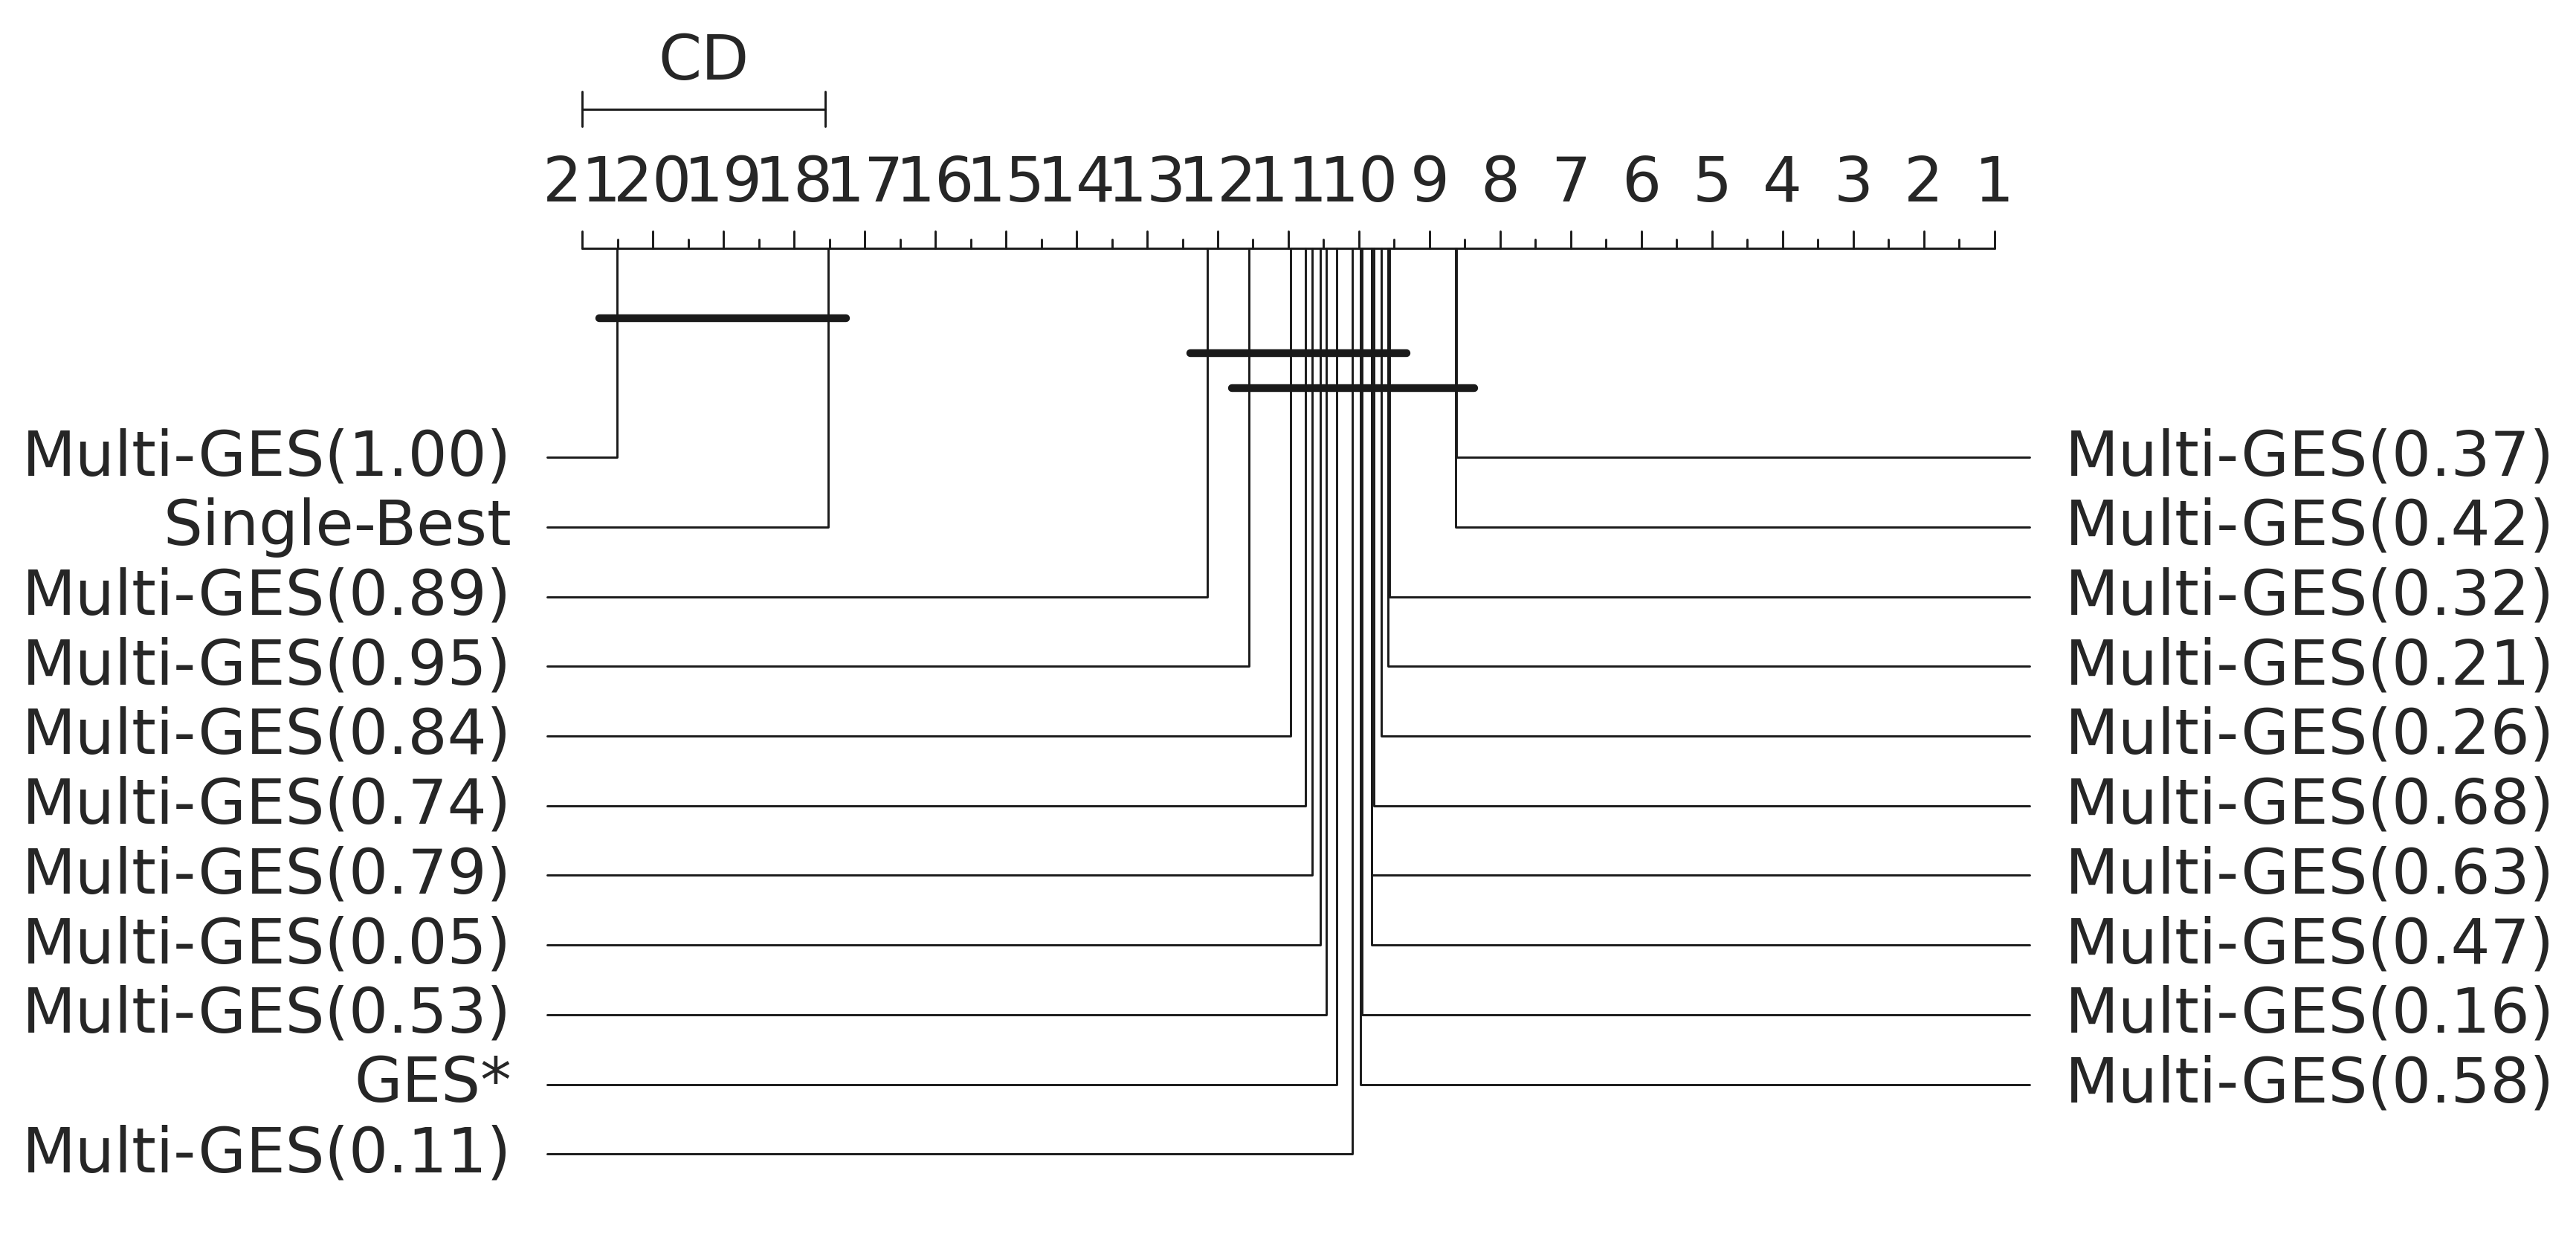 CD
21 20 19 18 17 16 15 14 13 12 11 10 9 8 7 6 5 4 3 2 1
Multi-GES(1.00) Multi-GES(0.37)
Single-Best Multi-GES(0.42)
Multi-GES(0.89) Multi-GES(0.32)
Multi-GES(0.95) Multi-GES(0.21)
Multi-GES(0.84) Multi-GES(0.26)
Multi-GES(0.74) Multi-GES(0.68)
Multi-GES(0.79) Multi-GES(0.63)
Multi-GES(0.05) Multi-GES(0.47)
Multi-GES(0.53) Multi-GES(0.16)
GES* Multi-GES(0.58)
Multi-GES(0.11)